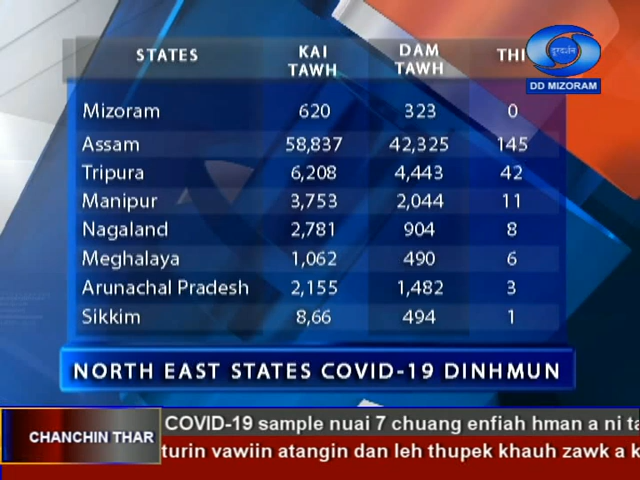 STATES KAI TAWH DAM TAWH THI
दूरदर्शन
DD MIZORAM
Mizoram 620 323 0
Assam 58,837 42,325 145
Tripura 6,208 4,443 42
Manipur 3,753 2,044 11
Nagaland 2,781 904 8
Meghalaya 1,062 490 6
Arunachal Pradesh 2,155 1,482 3
Sikkim 8,66 494 1
NORTH EAST STATES COVID-19 DINHMUN
CHANCHIN THAR
COVID-19 sample nuai 7 chuang enfiah hman a ni ta
turin vawiin atangin dan leh thupek khauh zawk a k